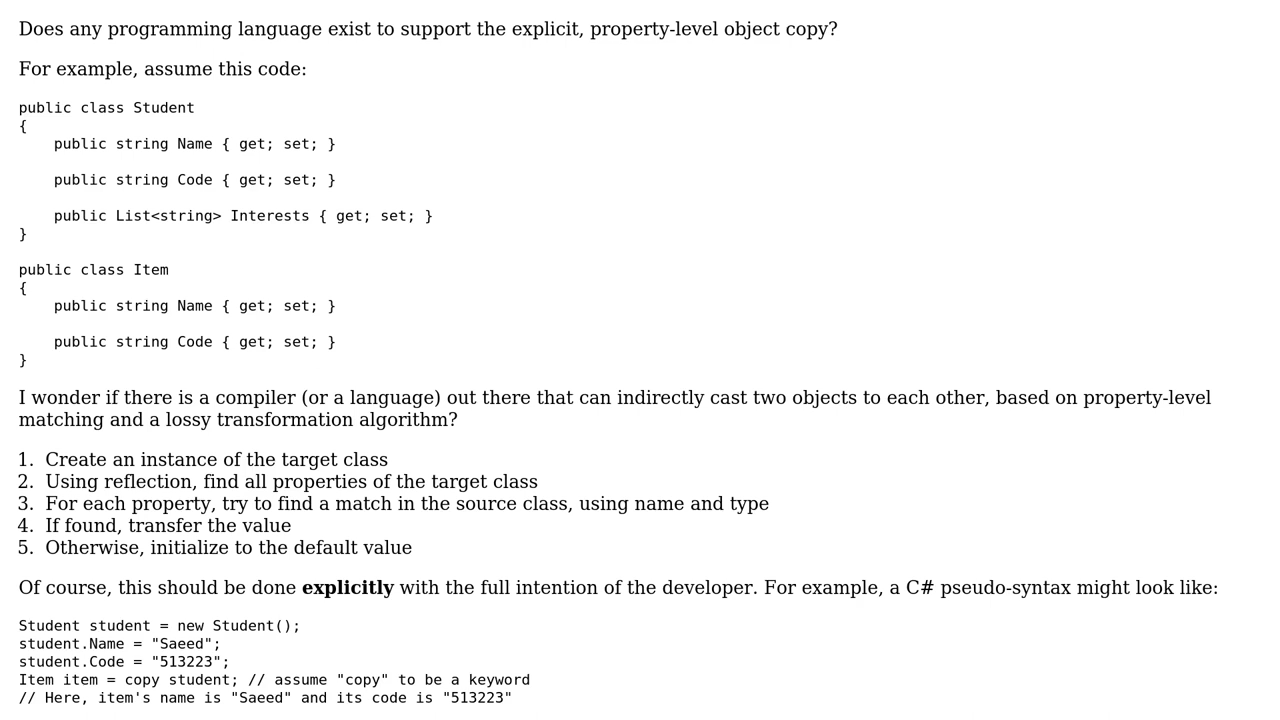 Does any programming language exist to support the explicit, property-level object copy?
For example, assume this code:
public class Student
{
    public string Name { get; set; }
    public string Code { get; set; }
    public List<string> Interests { get; set; }
}
public class Item
{
    public string Name { get; set; }
    public string Code { get; set; }
}
I wonder if there is a compiler (or a language) out there that can indirectly cast two objects to each other, based on property-level
matching and a lossy transformation algorithm?
1. Create an instance of the target class
2. Using reflection, find all properties of the target class
3. For each property, try to find a match in the source class, using name and type
4. If found, transfer the value
5. Otherwise, initialize to the default value
Of course, this should be done explicitly with the full intention of the developer. For example, a C# pseudo-syntax might look like:
Student student = new Student();
student.Name = "Saeed";
student.Code = "513223";
Item item = copy student; // assume "copy" to be a keyword
// Here, item's name is "Saeed" and its code is "513223"